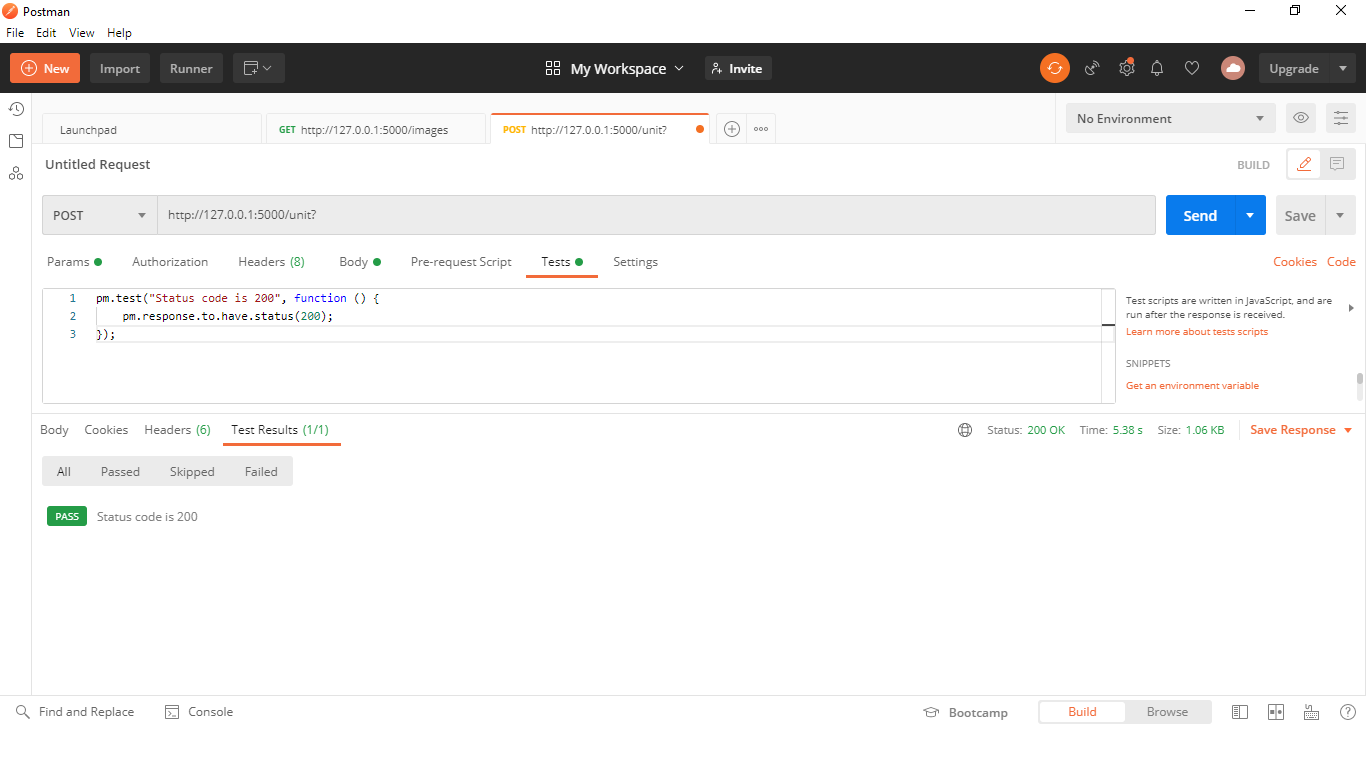 Postman
File Edit View Help
New Import Runner My Workspace Invite Upgrade
Launchpad GET http://127.0.0.1:5000/images POST http://127.0.0.1:5000/unit? No Environment
Untitled Request BUILD
POST http://127.0.0.1:5000/unit? Send Save
Params Authorization Headers (8) Body Pre-request Script Tests Settings Cookies Code
1 pm.test("Status code is 200", function () {
2 pm.response.to.have.status(200);
3 });
Test scripts are written in JavaScript, and are
run after the response is received.
Learn more about tests scripts
SNIPPETS
Get an environment variable
Body Cookies Headers (6) Test Results (1/1) Status: 200 OK Time: 5.38 s Size: 1.06 KB Save Response
All Passed Skipped Failed
PASS Status code is 200
Find and Replace Console Bootcamp Build Browse ?